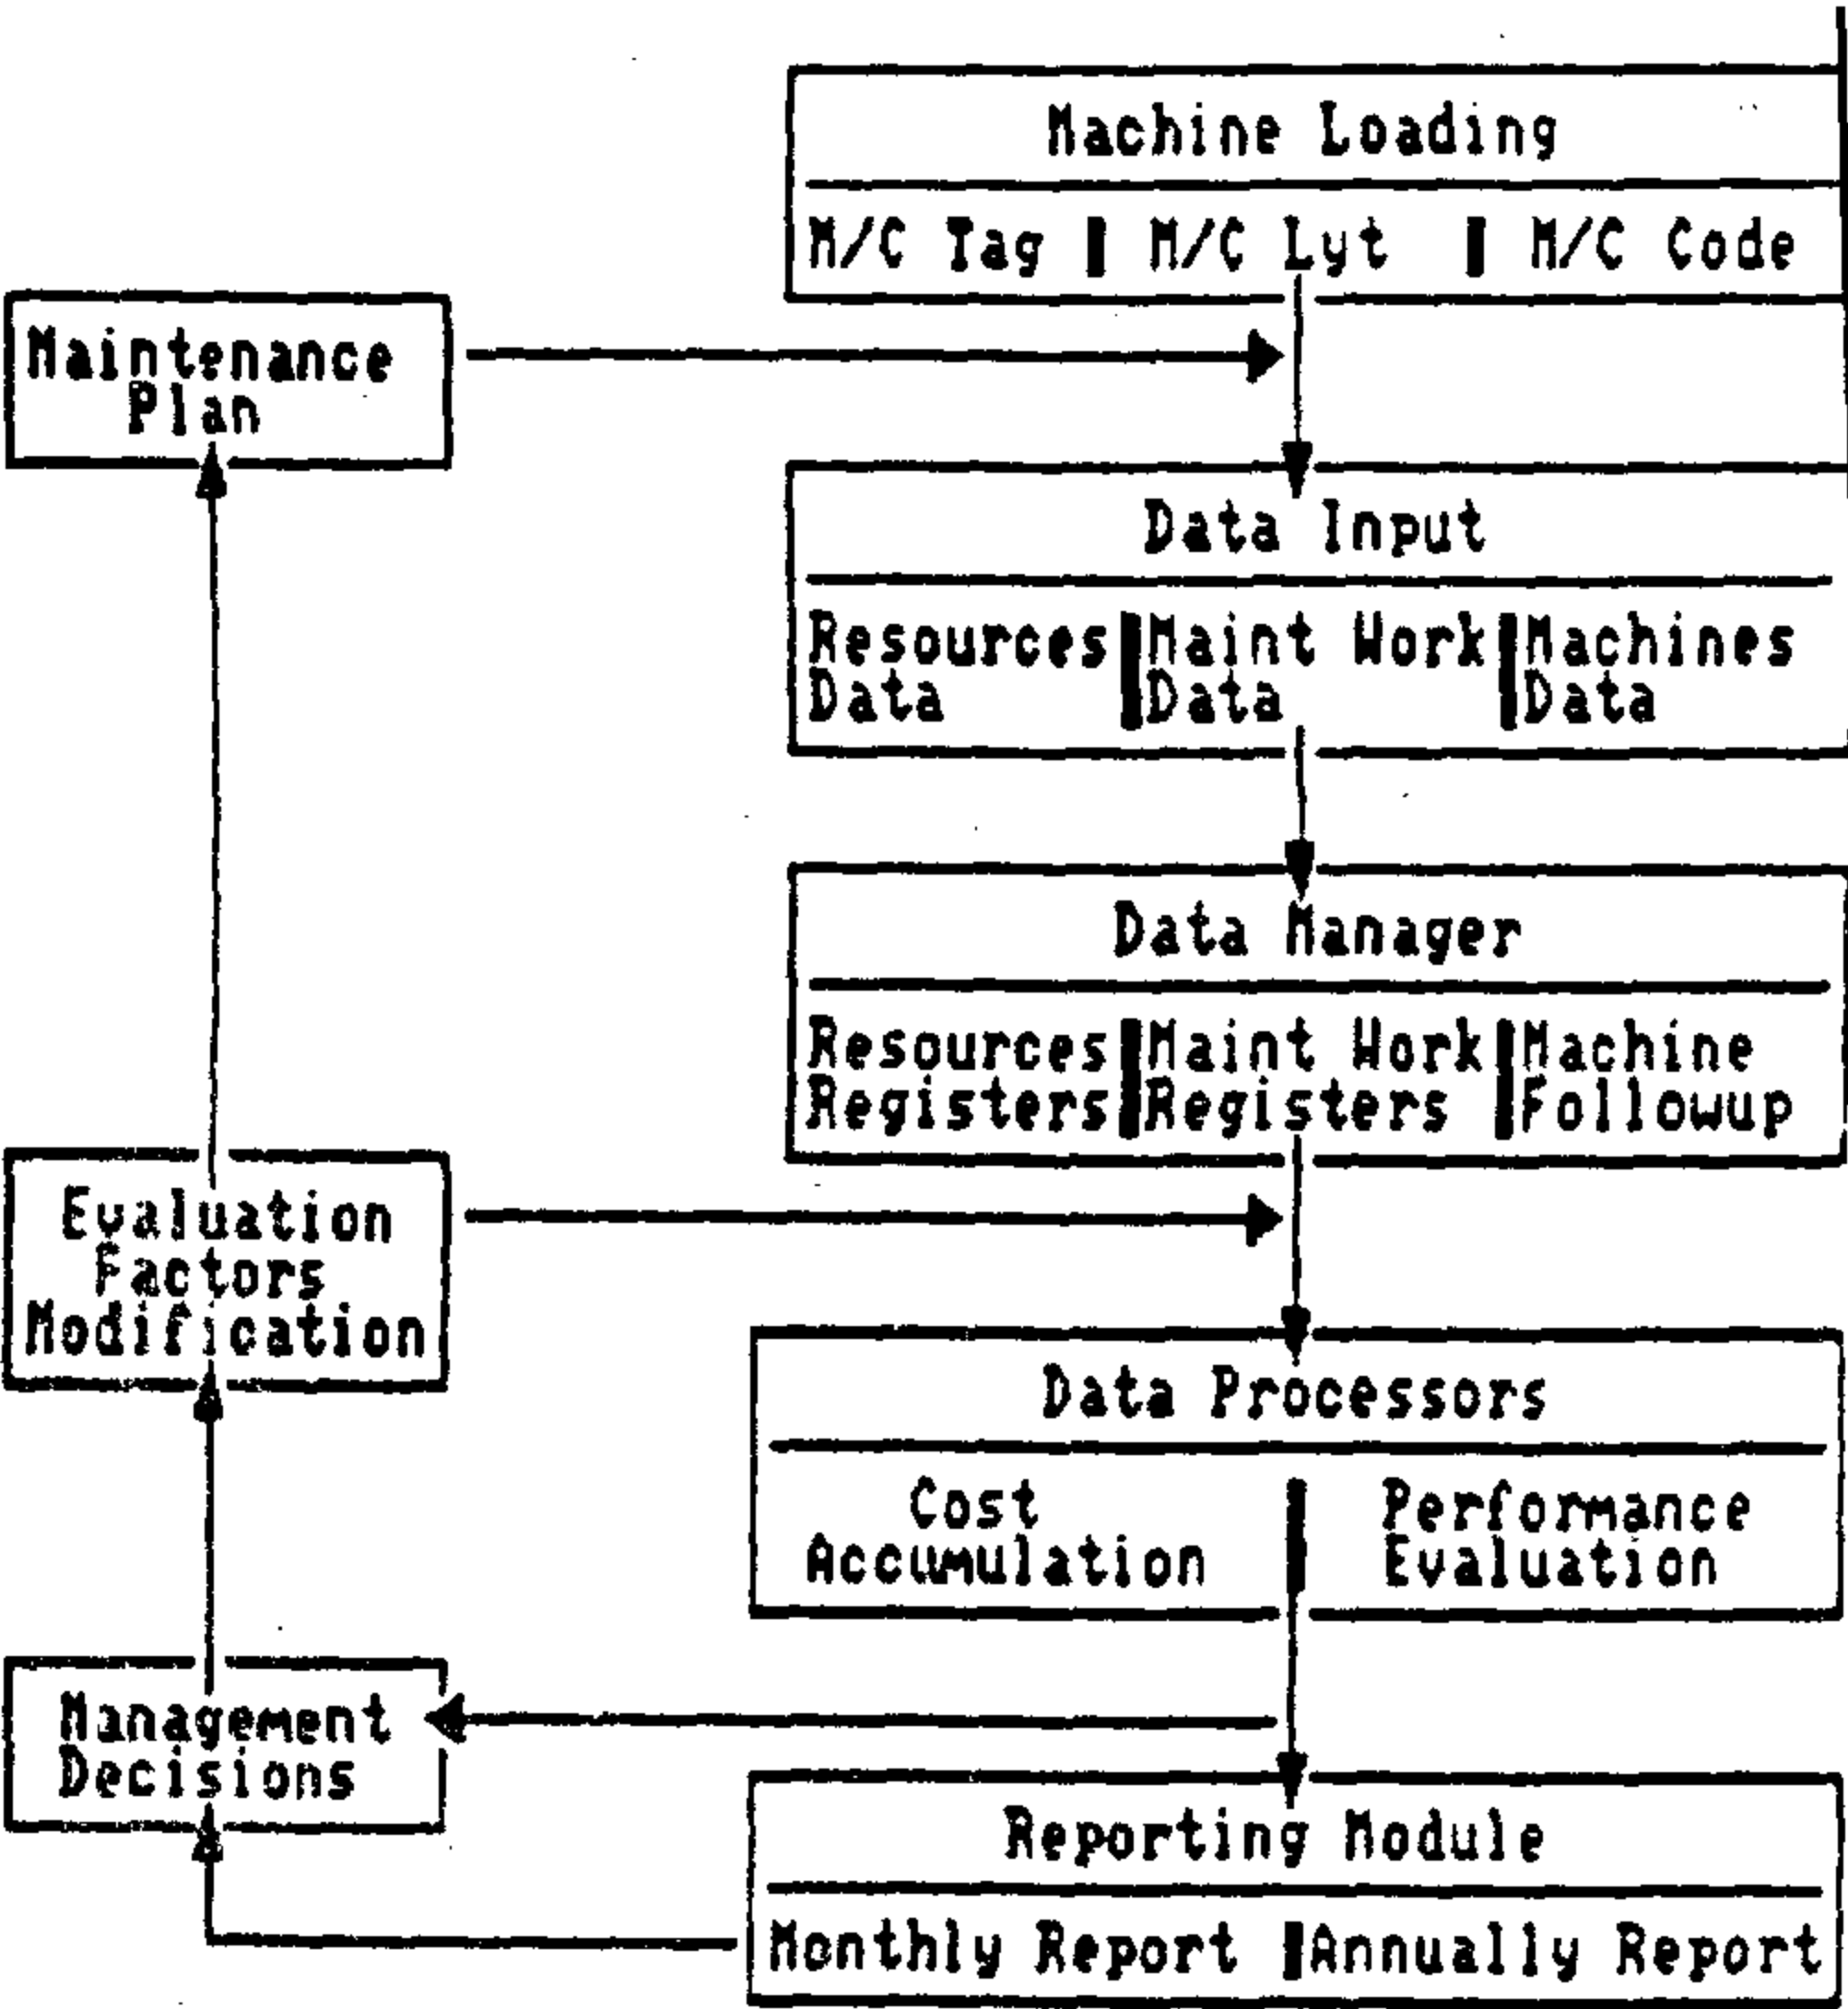 Machine Loading
M/C Tag | M/C Lyt | M/C Code
Maintenance
Plan
Data Input
Resources | Maint Work | Machines
Data | Data | Data
Data Manager
Resources | Maint Work | Machine
Registers | Registers | Followup
Evaluation
Factors
Modification
Data Processors
Cost | Performance
Accumulation | Evaluation
Management
Decisions
Reporting Module
Monthly Report | Annually Report